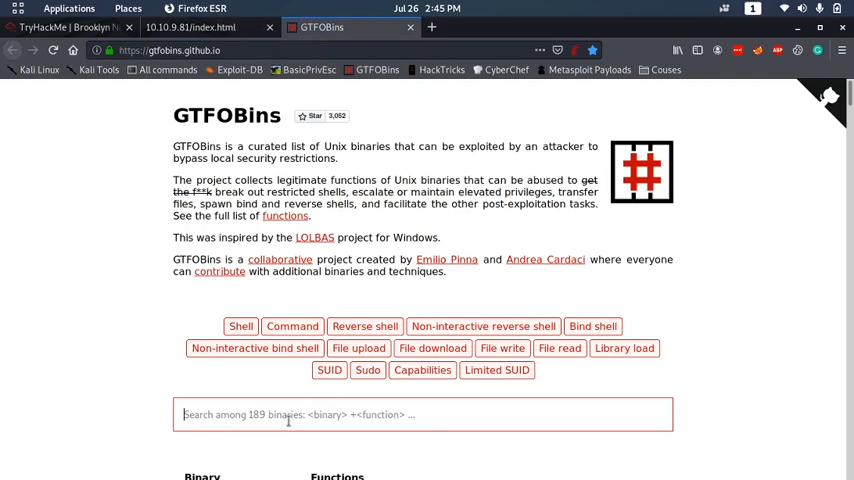 Applications Places Firefox ESR Jul 26 2:45 PM 1
TryHackMe | Brooklyn N 10.10.9.81/index.html GTFOBins
https://gtfobins.github.io
Kali Linux Kali Tools All commands Exploit-DB BasicPrivEsc GTFOBins HackTricks CyberChef Metasploit Payloads Couses
GTFOBins Star 3,052
GTFOBins is a curated list of Unix binaries that can be exploited by an attacker to
bypass local security restrictions.
The project collects legitimate functions of Unix binaries that can be abused to get
the f**k break out restricted shells, escalate or maintain elevated privileges, transfer
files, spawn bind and reverse shells, and facilitate the other post-exploitation tasks.
See the full list of functions.
This was inspired by the LOLBAS project for Windows.
GTFOBins is a collaborative project created by Emilio Pinna and Andrea Cardaci where everyone
can contribute with additional binaries and techniques.
Shell Command Reverse shell Non-interactive reverse shell Bind shell
Non-interactive bind shell File upload File download File write File read Library load
SUID Sudo Capabilities Limited SUID
Search among 189 binaries: <binary> +<function> ...
Binary Functions